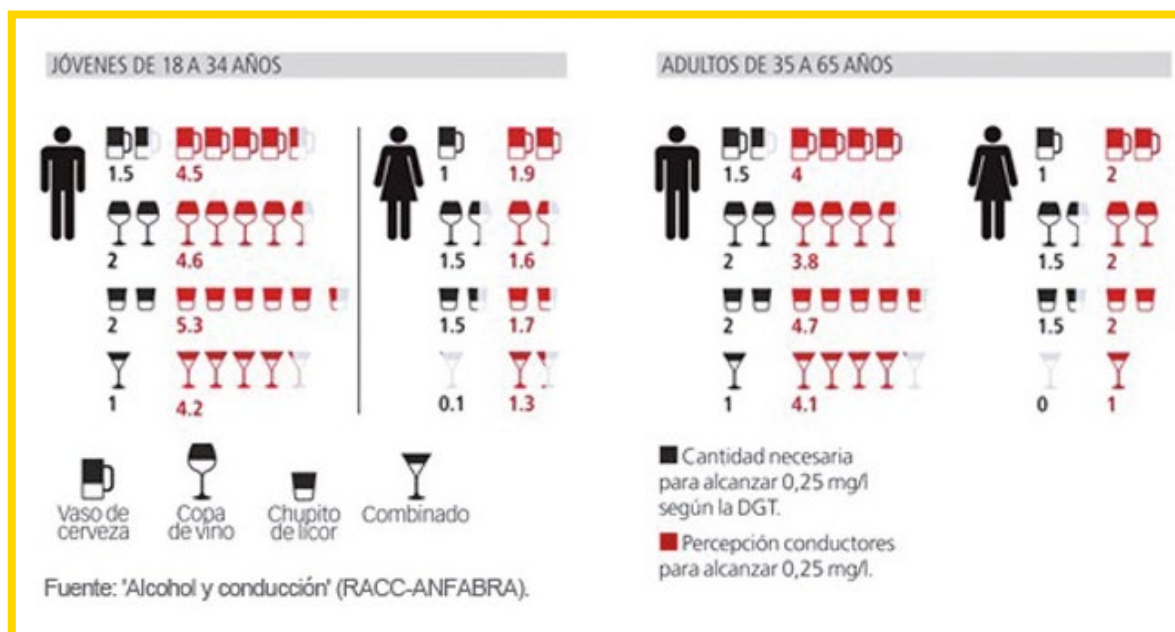 JÓVENES DE 18 A 34 AÑOS
1.5 4.5 1 1.9
2 4.6 1.5 1.6
2 5.3 1.5 1.7
1 4.2 0.1 1.3
ADULTOS DE 35 A 65 AÑOS
1.5 4 1 2
2 3.8 1.5 2
2 4.7 1.5 2
1 4.1 0 1
Vaso de
cerveza
Copa
de vino
Chupito
de licor
Combinado
Cantidad necesaria
para alcanzar 0,25 mg/l
según la DGT.
Percepción conductores
para alcanzar 0,25 mg/l.
Fuente: 'Alcohol y conducción' (RACC-ANFABRA).